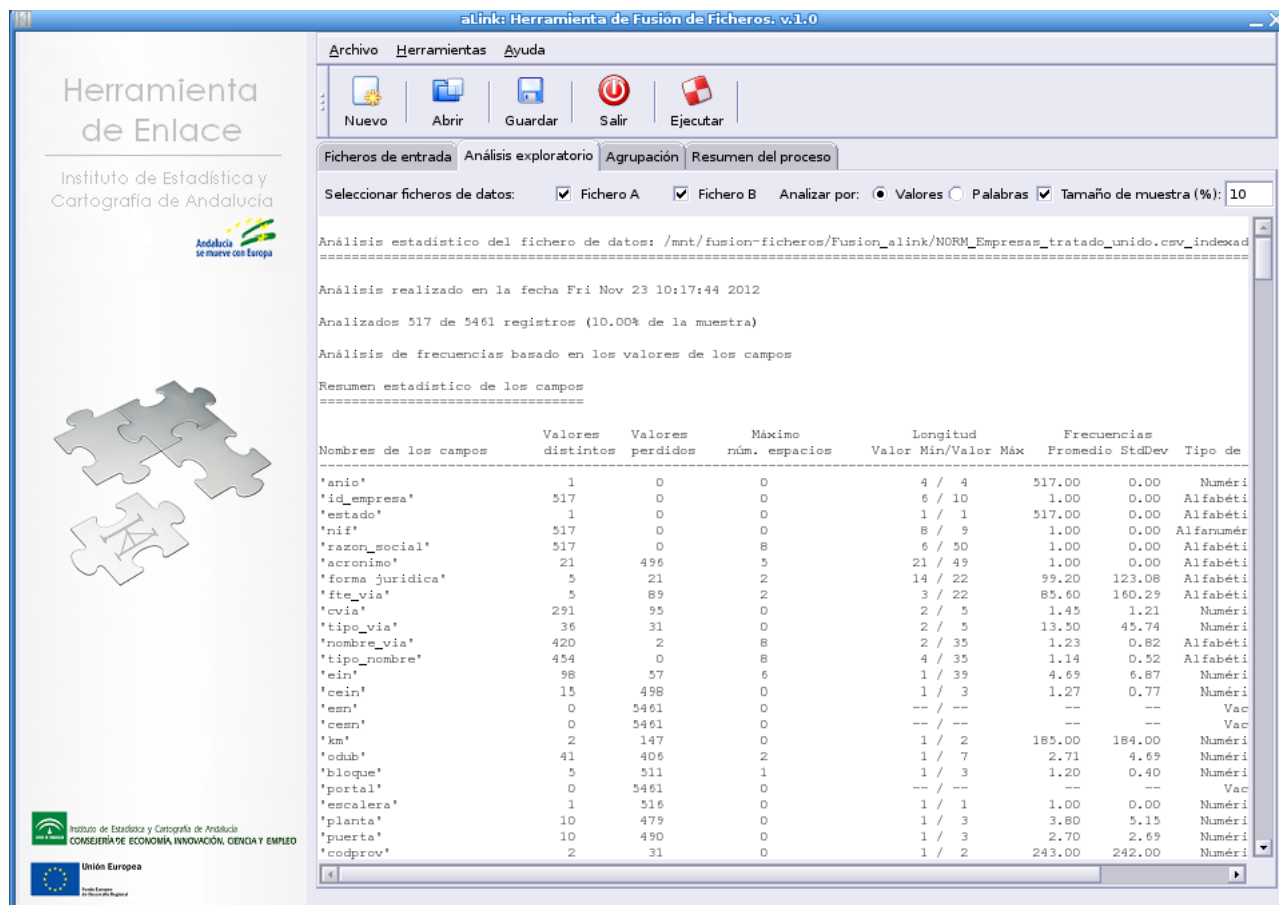 aLink: Herramienta de Fusión de Ficheros. v.1.0
Herramienta
de Enlace
Instituto de Estadística y
Cartografía de Andalucía
Andalucía
se mueve con Europa
Archivo Herramientas Ayuda
Nuevo Abrir Guardar Salir Ejecutar
Ficheros de entrada Análisis exploratorio Agrupación Resumen del proceso
Seleccionar ficheros de datos: Fichero A Fichero B Analizar por: Valores Palabras Tamaño de muestra (%): 10
Análisis estadístico del fichero de datos: /mnt/fusion-ficheros/Fusion_alink/NORM_Empresas_tratado_unido.csv_indexad
Análisis realizado en la fecha Fri Nov 23 10:17:44 2012
Analizados 517 de 5461 registros (10.00% de la muestra)
Análisis de frecuencias basado en los valores de los campos
Resumen estadístico de los campos
=================================
Valores Valores Máximo Longitud Frecuencias
Nombres de los campos distintos perdidos núm. espacios Valor Mín/Valor Máx Promedio StdDev Tipo de
'anio' 1 0 0 4 / 4 517.00 0.00 Numéri
'id_empresa' 517 0 0 6 / 10 1.00 0.00 Alfabéti
'estado' 1 0 0 1 / 1 517.00 0.00 Alfabéti
'nif' 517 0 0 8 / 9 1.00 0.00 Alfanumér
'razon_social' 517 0 8 6 / 50 1.00 0.00 Alfabéti
'acronimo' 21 496 5 21 / 49 1.00 0.00 Alfabéti
'forma juridica' 5 21 2 14 / 22 99.20 123.08 Alfabéti
'fte_via' 5 89 2 3 / 22 85.60 160.29 Alfabéti
'cvia' 291 95 0 2 / 5 1.45 1.21 Numéri
'tipo_via' 36 31 0 2 / 5 13.50 45.74 Numéri
'nombre_via' 420 2 8 2 / 35 1.23 0.82 Alfabéti
'tipo_nombre' 454 0 8 4 / 35 1.14 0.52 Alfabéti
'ein' 98 57 6 1 / 39 4.69 6.87 Numéri
'cein' 15 498 0 1 / 3 1.27 0.77 Numéri
'esn' 0 5461 0 -- / -- -- -- Vac
'cesn' 0 5461 0 -- / -- -- -- Vac
'km' 2 147 0 1 / 2 185.00 184.00 Numéri
'odub' 41 406 2 1 / 7 2.71 4.69 Numéri
'bloque' 5 511 1 1 / 3 1.20 0.40 Numéri
'portal' 0 5461 0 -- / -- -- -- Vac
'escalera' 1 516 0 1 / 1 1.00 0.00 Numéri
'planta' 10 479 0 1 / 3 3.80 5.15 Numéri
'puerta' 10 490 0 1 / 3 2.70 2.69 Numéri
'codprov' 2 31 0 1 / 2 243.00 242.00 Numéri
Instituto de Estadística y Cartografía de Andalucía
CONSEJERÍA DE ECONOMÍA, INNOVACIÓN, CIENCIA Y EMPLEO
Unión Europea
Fondo Europeo
de Desarrollo Regional